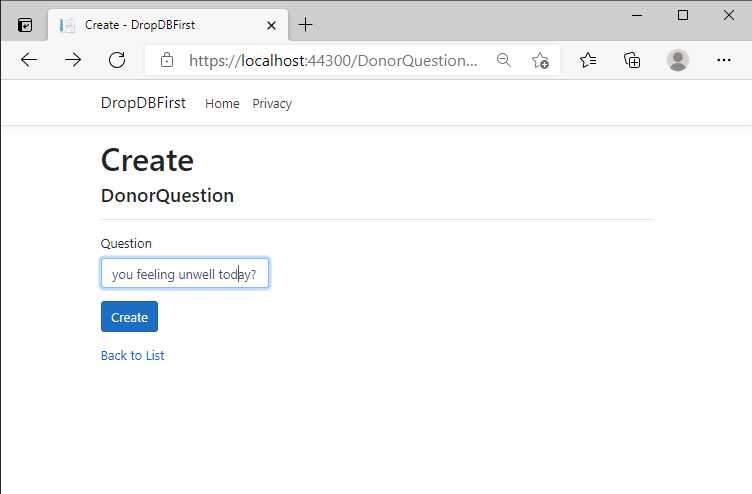 Create - DropDBFirst
https://localhost:44300/DonorQuestion...
DropDBFirst Home Privacy
Create
DonorQuestion
Question
you feeling unwell today?
Create
Back to List